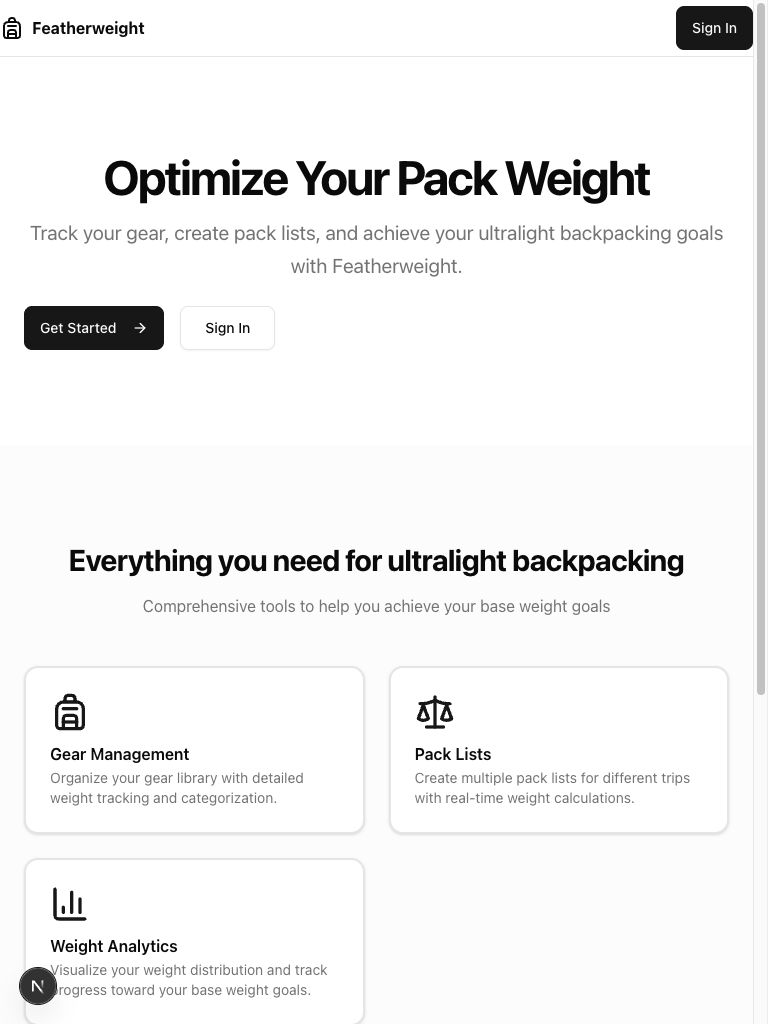 Featherweight
Sign In
Optimize Your Pack Weight
Track your gear, create pack lists, and achieve your ultralight backpacking goals
with Featherweight.
Get Started
Sign In
Everything you need for ultralight backpacking
Comprehensive tools to help you achieve your base weight goals
Gear Management
Organize your gear library with detailed
weight tracking and categorization.
Pack Lists
Create multiple pack lists for different trips
with real-time weight calculations.
Weight Analytics
Visualize your weight distribution and track
progress toward your base weight goals.
N